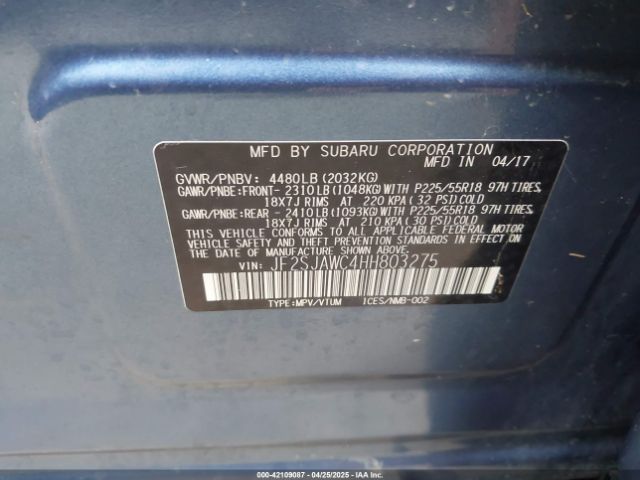 MFD BY SUBARU CORPORATION
MFD IN 04/17
GVWR/PNBV: 4480LB(2032KG)
GAWR/PNBE:FRONT- 2310LB(1048KG)WITH P225/55R18 97H TIRES,
18X7J RIMS AT 220 KPA(32 PSI)COLD
GAWR/PNBE:REAR - 2410LB(1093KG)WITH P225/55R18 97H TIRES
18X7J RIMS AT 210 KPA(30 PSI)COLD
THIS VEHICLE CONFORMS TO ALL APPLICABLE FEDERAL MOTOR
VEHICLE SAFETY, BUMPER, AND THEFT PREVENTION STANDARDS IN
EFFECT ON THE DATE OF MANUFACTURE SHOWN ABOVE.
VIN: JF2SJAWC4HH803275
TYPE:MPV/VTUM ICES/NMB-002
000-42109087 - 04/25/2025 - IAAI.COM